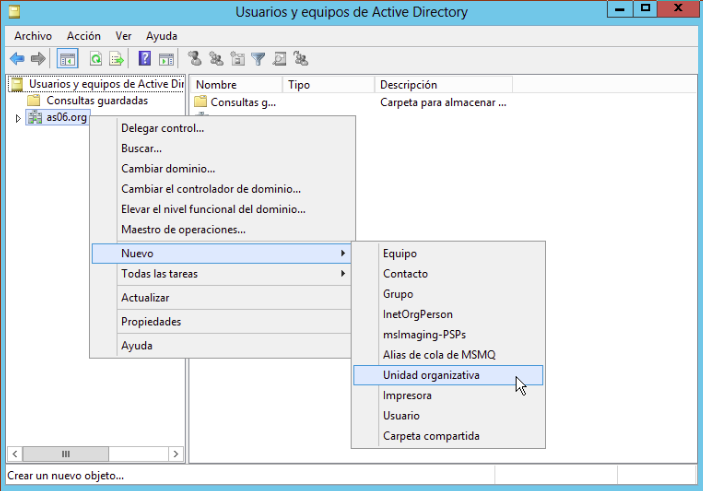 Usuarios y equipos de Active Directory
Archivo Acción Ver Ayuda
Usuarios y equipos de Active Dir
Consultas guardadas
as06.org
Nombre Tipo Descripción
Consultas g... Carpeta para almacenar ...
Delegar control...
Buscar...
Cambiar dominio...
Cambiar el controlador de dominio...
Elevar el nivel funcional del dominio...
Maestro de operaciones...
Nuevo
Todas las tareas
Actualizar
Propiedades
Ayuda
Equipo
Contacto
Grupo
InetOrgPerson
msImaging-PSPs
Alias de cola de MSMQ
Unidad organizativa
Impresora
Usuario
Carpeta compartida
Crear un nuevo objeto...